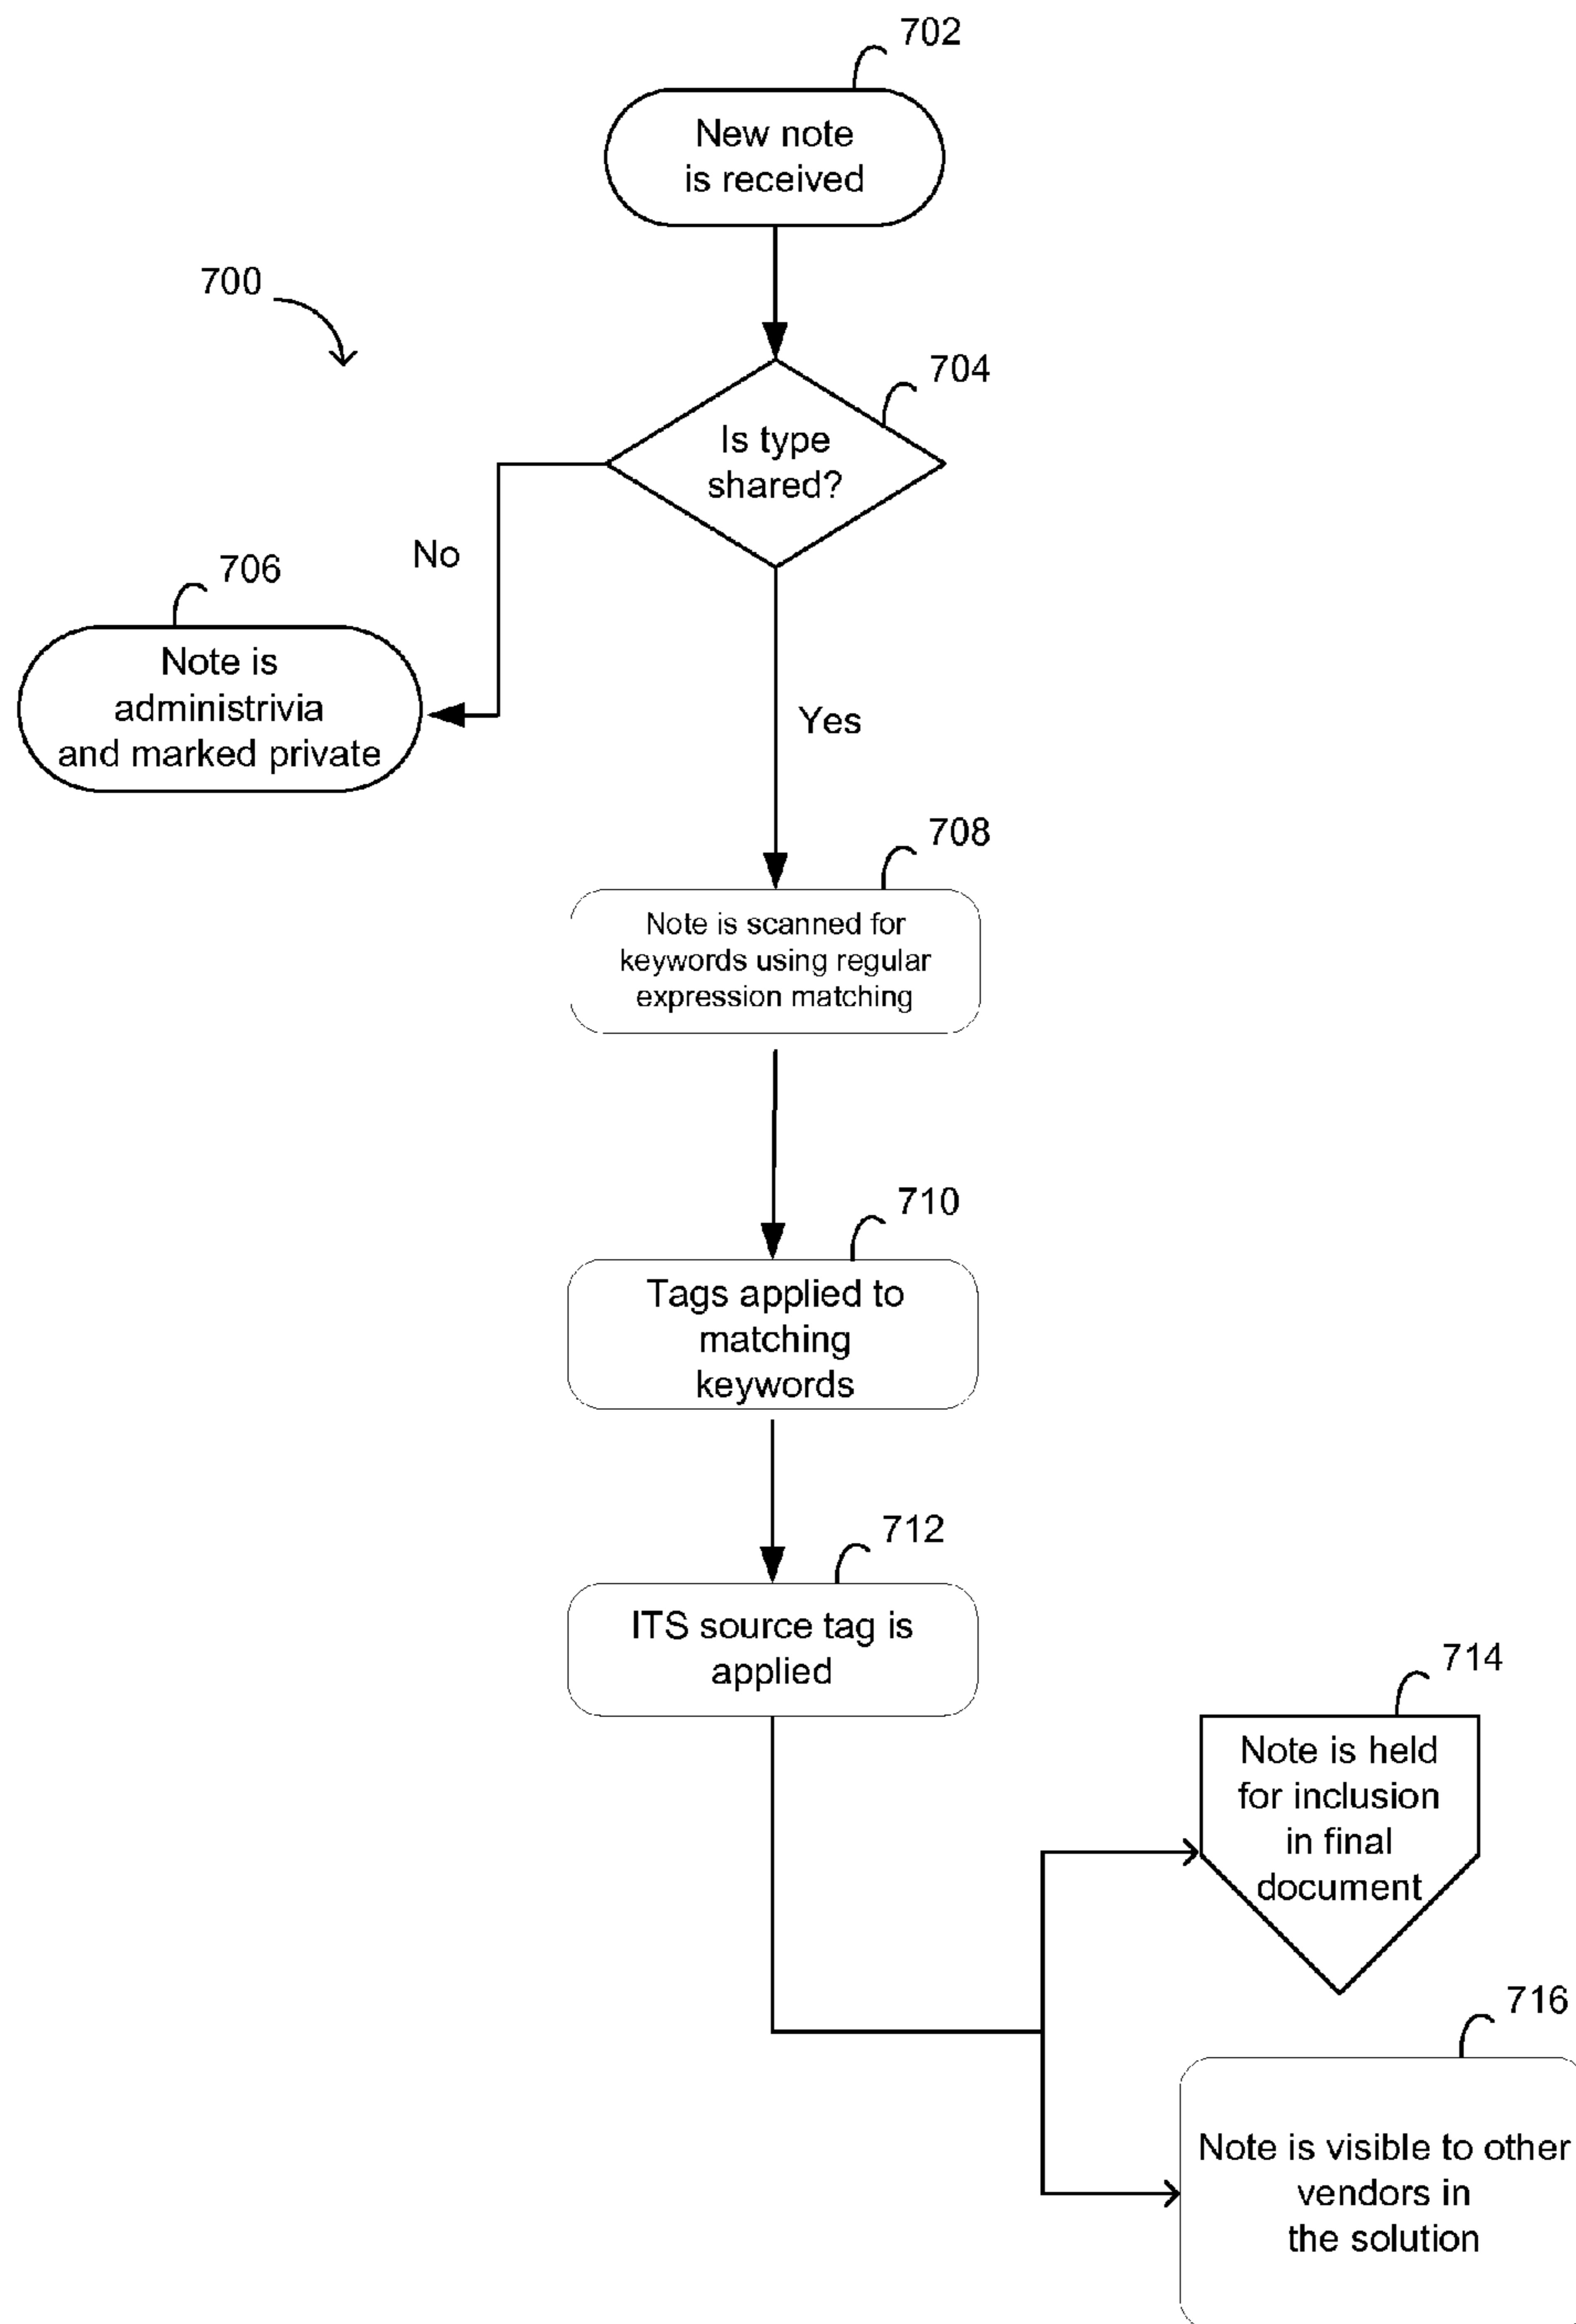 702
New note
is received
700
704
Is type
shared?
No
706
Note is
administrivia
and marked private
Yes
708
Note is scanned for
keywords using regular
expression matching
710
Tags applied to
matching
keywords
712
ITS source tag is
applied
714
Note is held
for inclusion
in final
document
716
Note is visible to other
vendors in
the solution